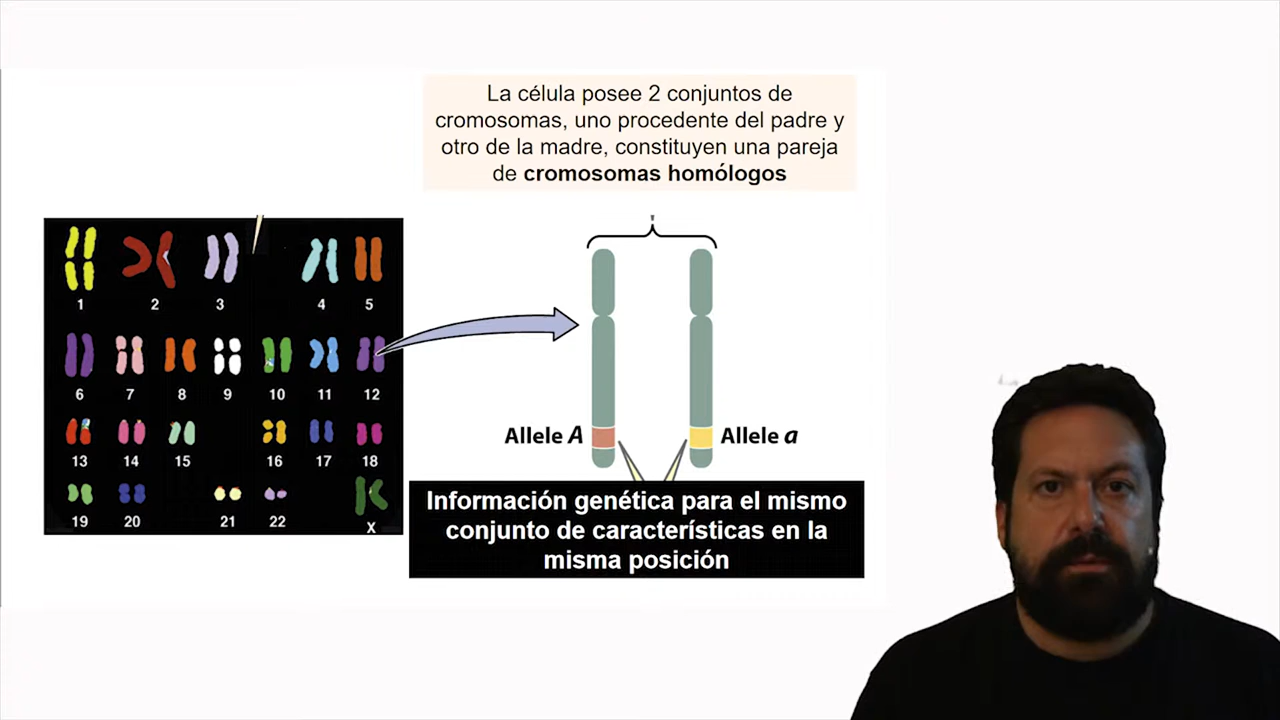 La célula posee 2 conjuntos de
cromosomas, uno procedente del padre y
otro de la madre, constituyen una pareja
de cromosomas homólogos
1 2 3 4 5
6 7 8 9 10 11 12
Allele A Allele a
13 14 15 16 17 18
19 20 21 22 X
Información genética para el mismo
conjunto de características en la
misma posición